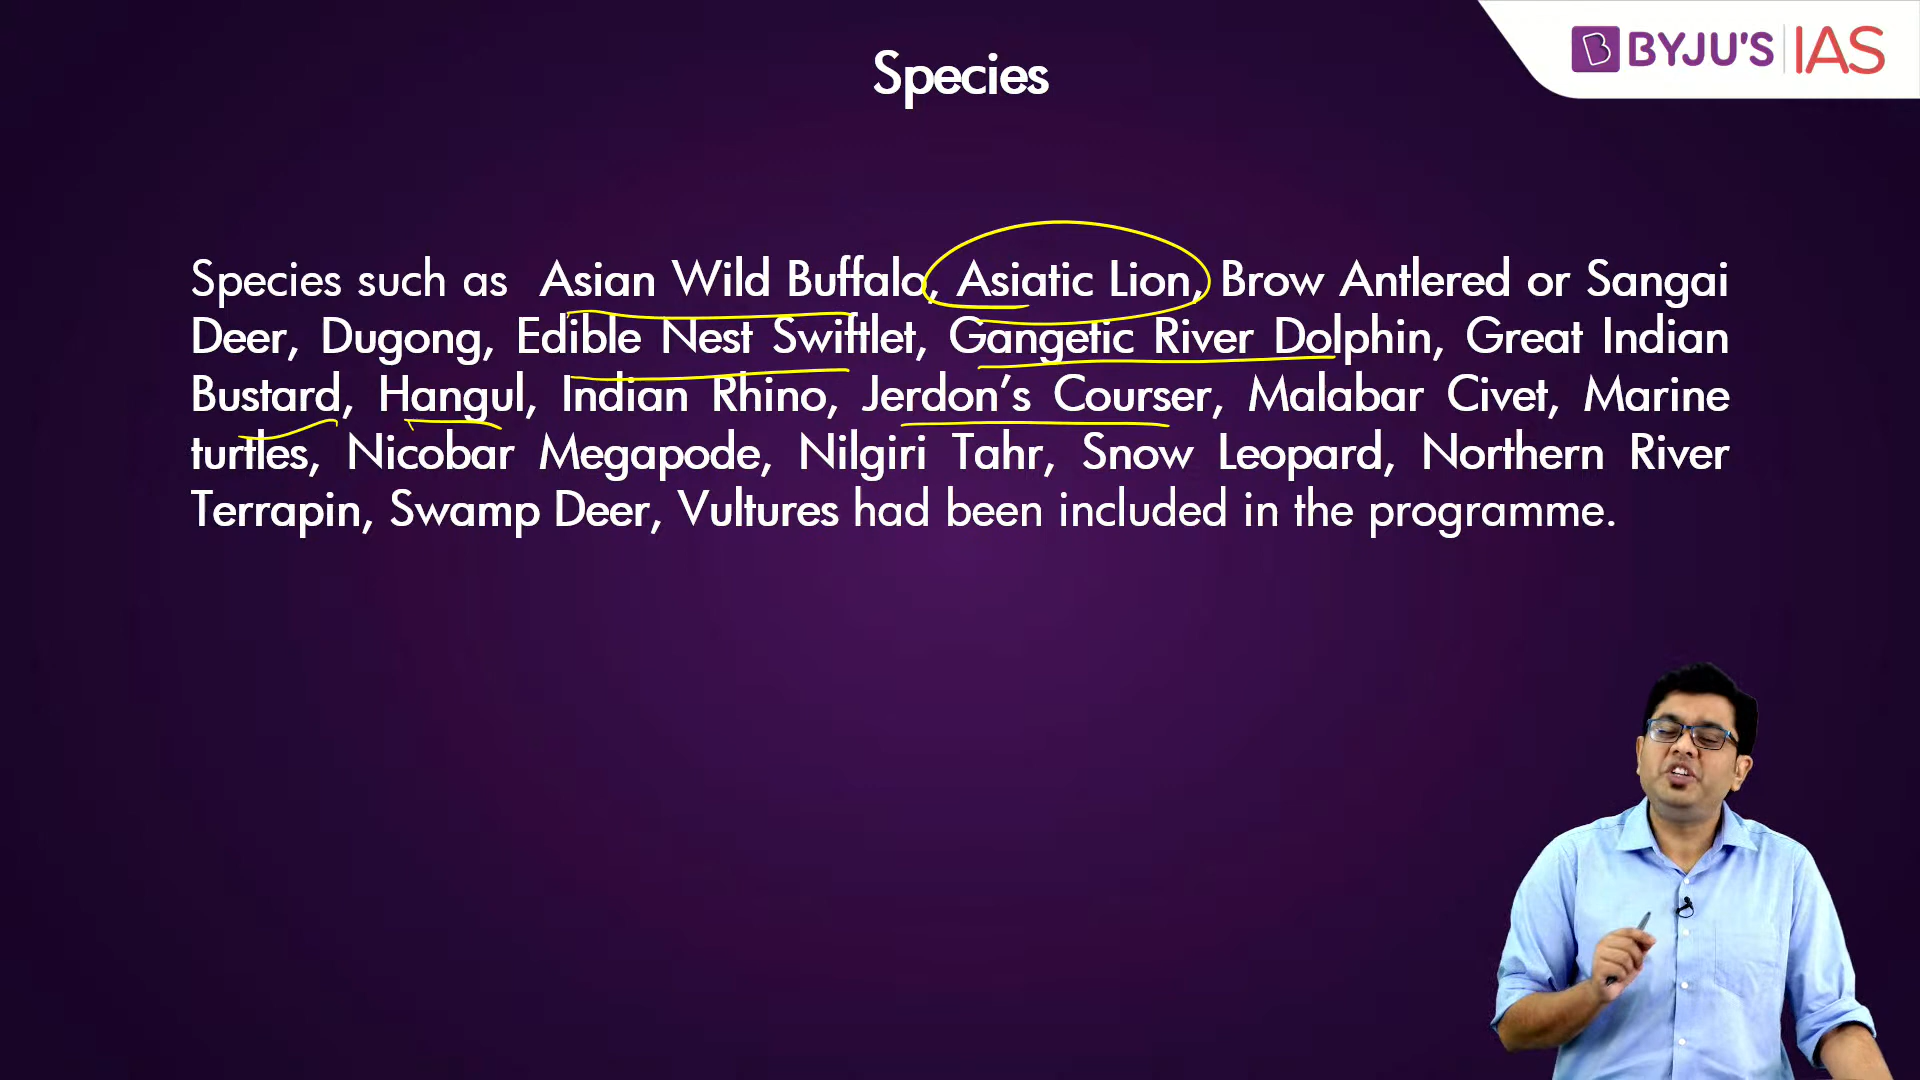 BYJU'S IAS
Species
Species such as Asian Wild Buffalo, Asiatic Lion, Brow Antlered or Sangai
Deer, Dugong, Edible Nest Swiftlet, Gangetic River Dolphin, Great Indian
Bustard, Hangul, Indian Rhino, Jerdon's Courser, Malabar Civet, Marine
turtles, Nicobar Megapode, Nilgiri Tahr, Snow Leopard, Northern River
Terrapin, Swamp Deer, Vultures had been included in the programme.